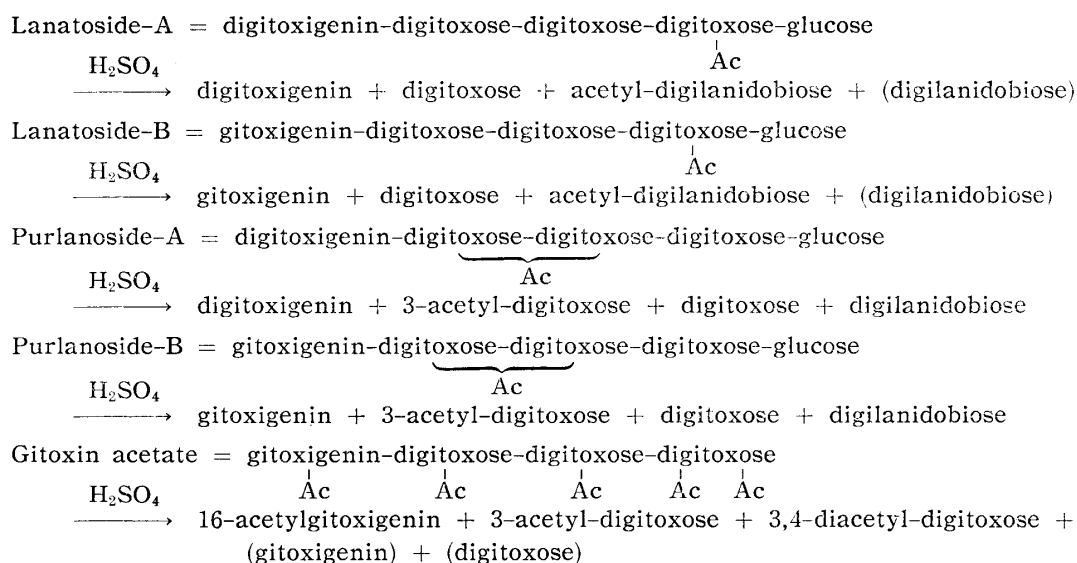 Lanatoside-A = digitoxigenin-digitoxose-digitoxose-digitoxose-glucose
Ac
H₂SO₄
→ digitoxigenin + digitoxose + acetyl-digilanidobiose + (digilanidobiose)
Lanatoside-B = gitoxigenin-digitoxose-digitoxose-digitoxose-glucose
Ac
H₂SO₄
→ gitoxigenin + digitoxose + acetyl-digilanidobiose + (digilanidobiose)
Purlanoside-A = digitoxigenin-digitoxose-digitoxose-digitoxose-glucose
Ac
H₂SO₄
→ digitoxigenin + 3-acetyl-digitoxose + digitoxose + digilanidobiose
Purlanoside-B = gitoxigenin-digitoxose-digitoxose-digitoxose-glucose
Ac
H₂SO₄
→ gitoxigenin + 3-acetyl-digitoxose + digitoxose + digilanidobiose
Gitoxin acetate = gitoxigenin-digitoxose-digitoxose-digitoxose
Ac Ac Ac Ac Ac
H₂SO₄
→ 16-acetylgitoxigenin + 3-acetyl-digitoxose + 3,4-diacetyl-digitoxose +
(gitoxigenin) + (digitoxose)